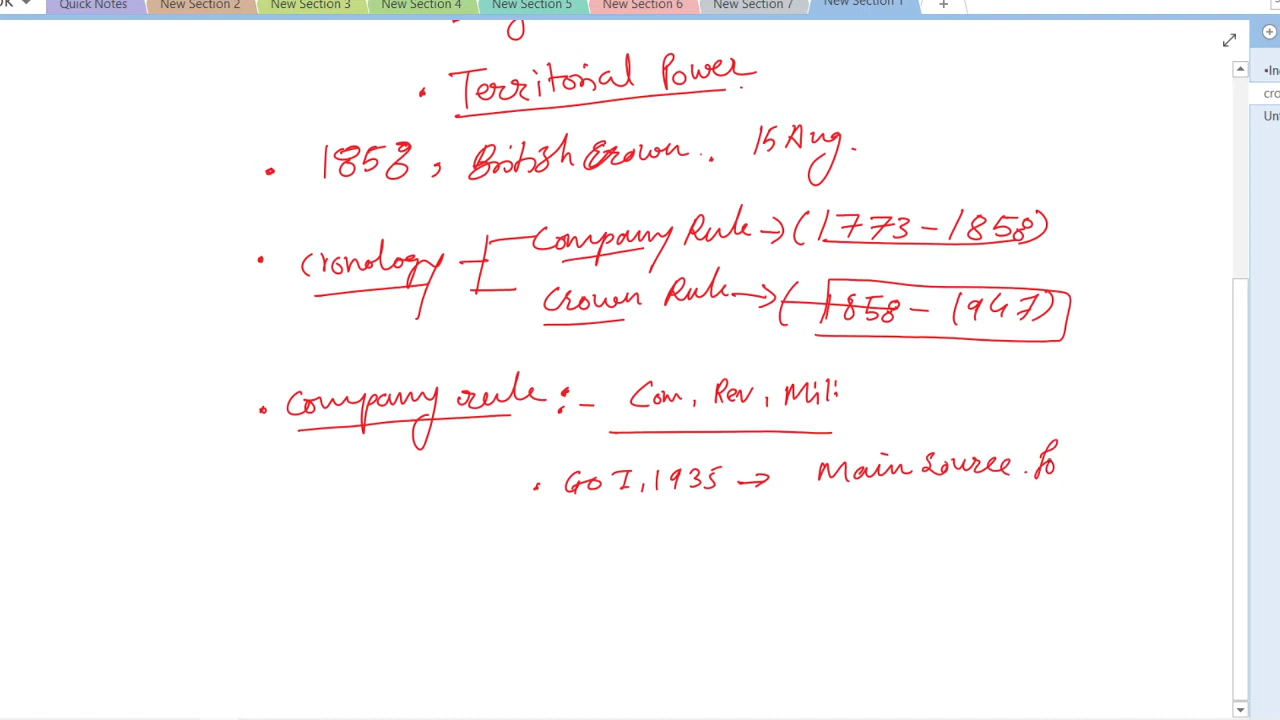 Quick Notes New Section 2 New Section 3 New Section 4 New Section 5 New Section 6 New Section 7 New Section 1 +
• Territorial Power
• 1858, British Crown. 15 Aug.
• Cronology Company Rule → (1773 - 1858)
Crown Rule → (1858 - 1947)
• Company rule :- Com, Rev, Mili
• GOI, 1935 → Main Source. fo